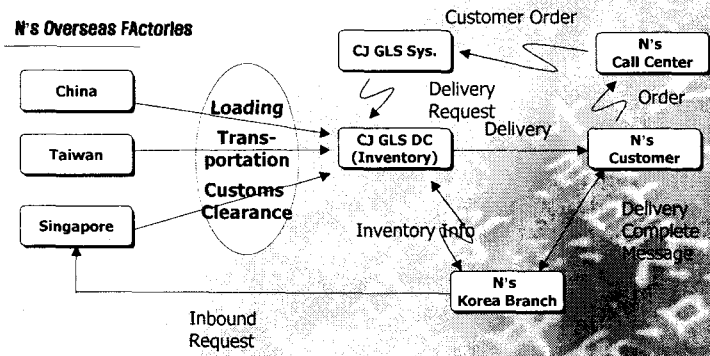 N's Overseas FActories
Customer Order
CJ GLS Sys.
N's
Call Center
China
Loading
Delivery
Request
Order
Taiwan
Trans-
portation
CJ GLS DC
(Inventory)
Delivery
N's
Customer
Customs
Clearance
Singapore
Inventory Info
Delivery
Complete
Message
N's
Korea Branch
Inbound
Request